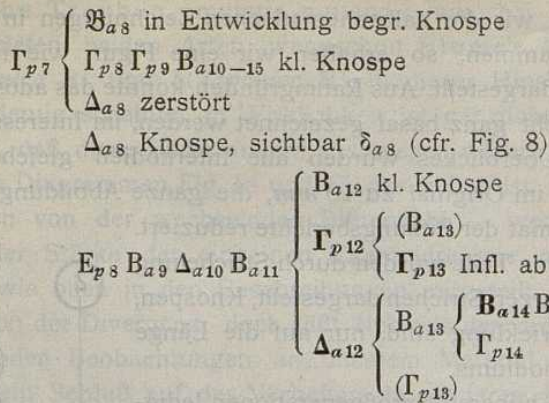 𝔅a8 in Entwicklung begr. Knospe
Γp7 { Γp8 Γp9 Ba10–15 kl. Knospe
Δa8 zerstört
Δa8 Knospe, sichtbar δa8 (cfr. Fig. 8)
Ba12 kl. Knospe
(Ba13)
Γp12 {
Γp13 Infl. ab
Ep8 Ba9 Δa10 Ba11 {
Ba14 B
Ba13 {
Γp14
Δa12 {
(Γp13)